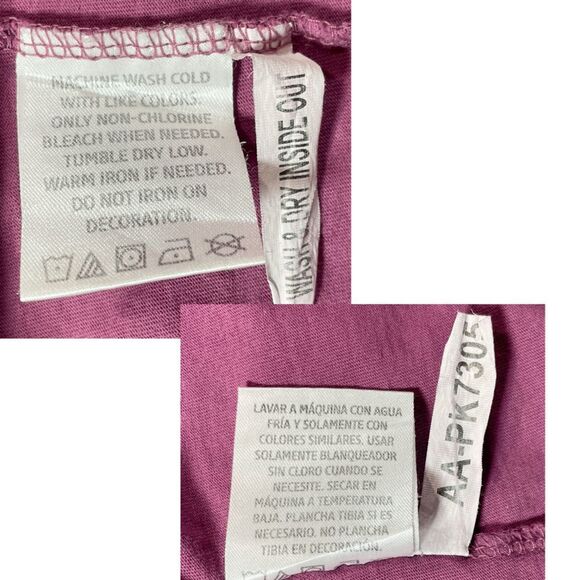 MACHINE WASH COLD
WITH LIKE COLORS.
ONLY NON-CHLORINE
BLEACH WHEN NEEDED.
TUMBLE DRY LOW.
WARM IRON IF NEEDED.
DO NOT IRON ON
DECORATION.
WASH & DRY INSIDE OUT
LAVAR A MÁQUINA CON AGUA
FRÍA Y SOLAMENTE CON
COLORES SIMILARES. USAR
SOLAMENTE BLANQUEADOR
SIN CLORO CUANDO SE
NECESITE. SECAR EN
MÁQUINA A TEMPERATURA
BAJA. PLANCHA TIBIA SI ES
NECESARIO. NO PLANCHA
TIBIA EN DECORACIÓN.
AA-PK7305